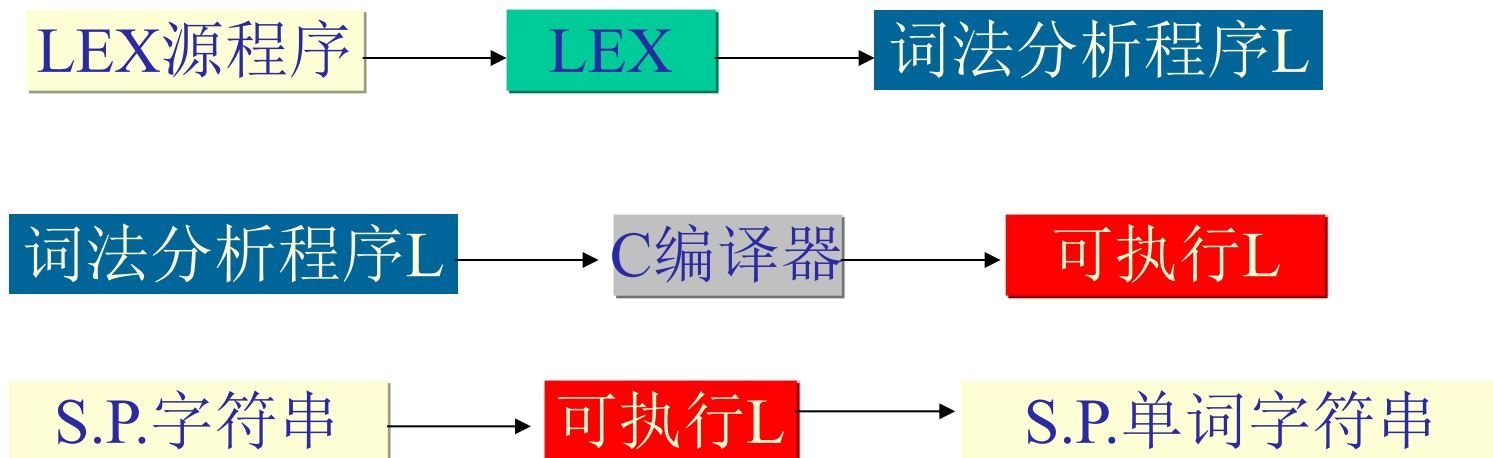 LEX源程序 LEX 词法分析程序L
词法分析程序L C编译器 可执行L
S.P.字符串 可执行L S.P.单词字符串